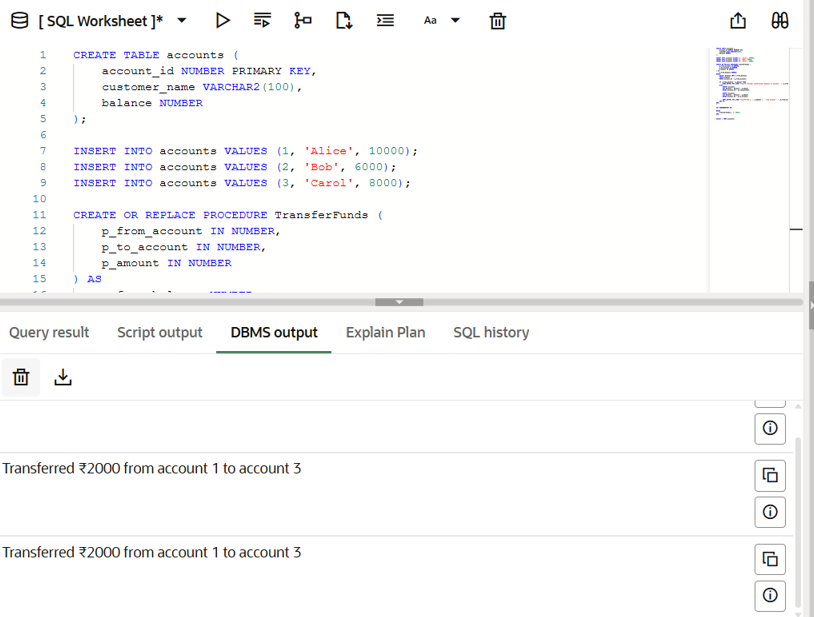 [ SQL Worksheet ]*
Aa
1 CREATE TABLE accounts (
2 account_id NUMBER PRIMARY KEY,
3 customer_name VARCHAR2(100),
4 balance NUMBER
5 );
6
7 INSERT INTO accounts VALUES (1, 'Alice', 10000);
8 INSERT INTO accounts VALUES (2, 'Bob', 6000);
9 INSERT INTO accounts VALUES (3, 'Carol', 8000);
10
11 CREATE OR REPLACE PROCEDURE TransferFunds (
12 p_from_account IN NUMBER,
13 p_to_account IN NUMBER,
14 p_amount IN NUMBER
15 ) AS
Query result Script output DBMS output Explain Plan SQL history
Transferred ₹2000 from account 1 to account 3
Transferred ₹2000 from account 1 to account 3